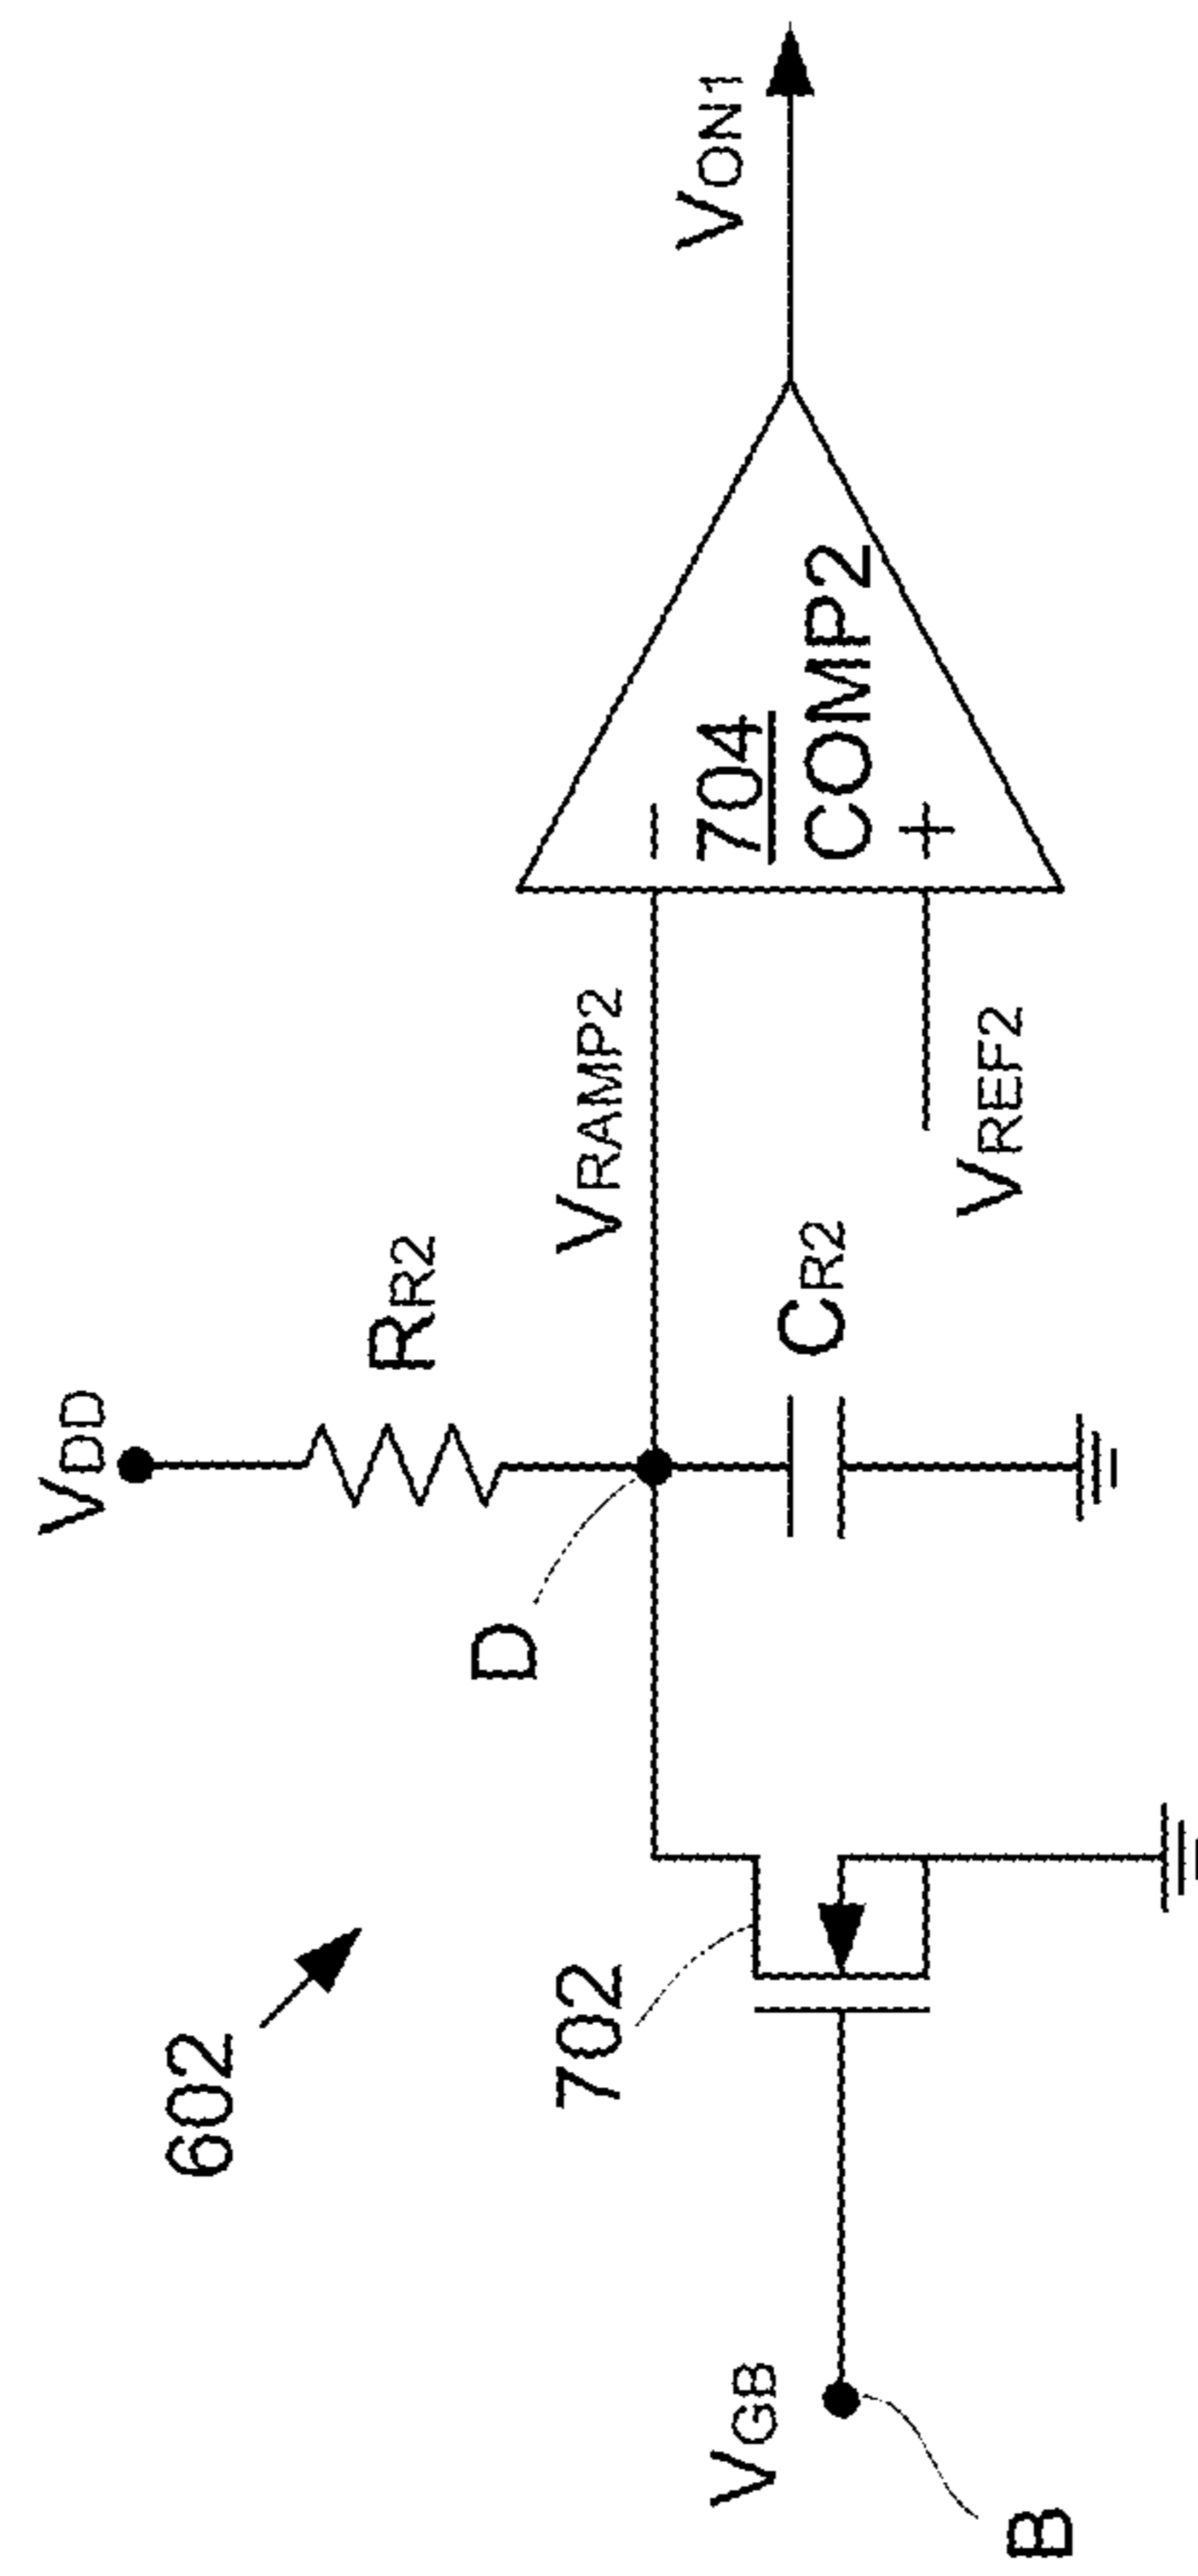 602
VDD
RR2
D
702
VRAMP2
VON1
704
COMP2
−
+
CR2
VREF2
VGB
B